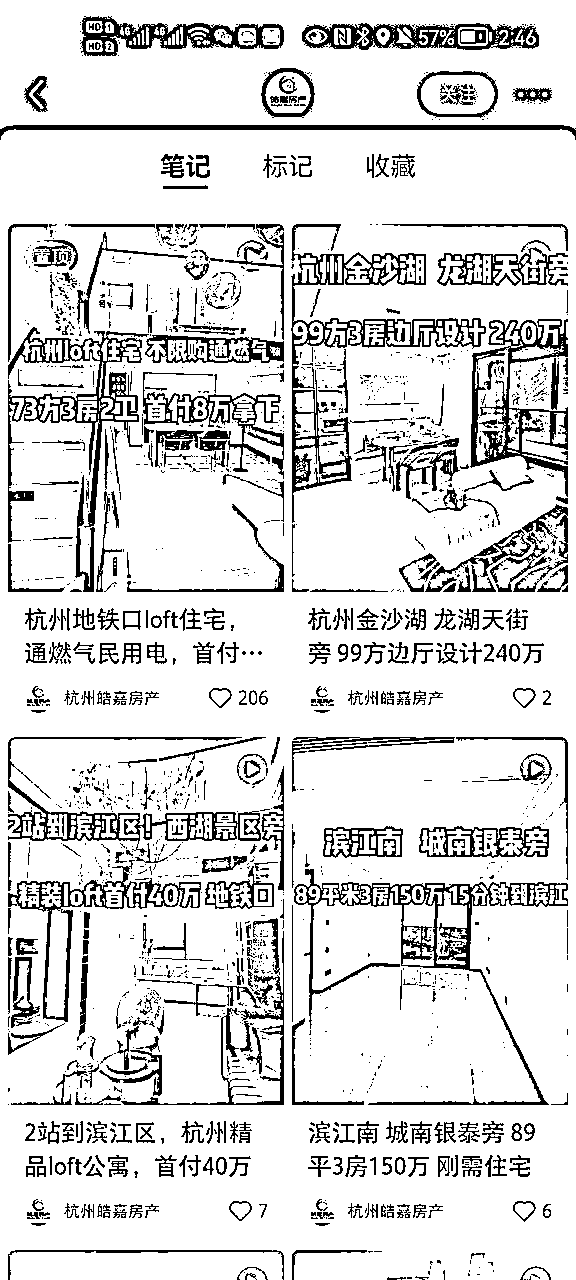 HD 1 HD 2 4G 4G 57% 2:46
皓嘉房产 关注
笔记 标记 收藏
置顶
杭州loft住宅 不限购通燃气
73方3房2卫 首付8万拿下
杭州地铁口loft住宅,
通燃气民用电，首付…
杭州皓嘉房产 206
杭州金沙湖 龙湖天街旁
99方3房边厅设计 240万
杭州金沙湖 龙湖天街
旁 99方边厅设计240万
杭州皓嘉房产 2
2站到滨江区！ 西湖景区旁
精装loft首付40万 地铁口
2站到滨江区，杭州精
品loft公寓，首付40万
杭州皓嘉房产 7
滨江南 城南银泰旁
89平米3房150万 15分钟到滨江
滨江南 城南银泰旁 89
平3房150万 刚需住宅
杭州皓嘉房产 6